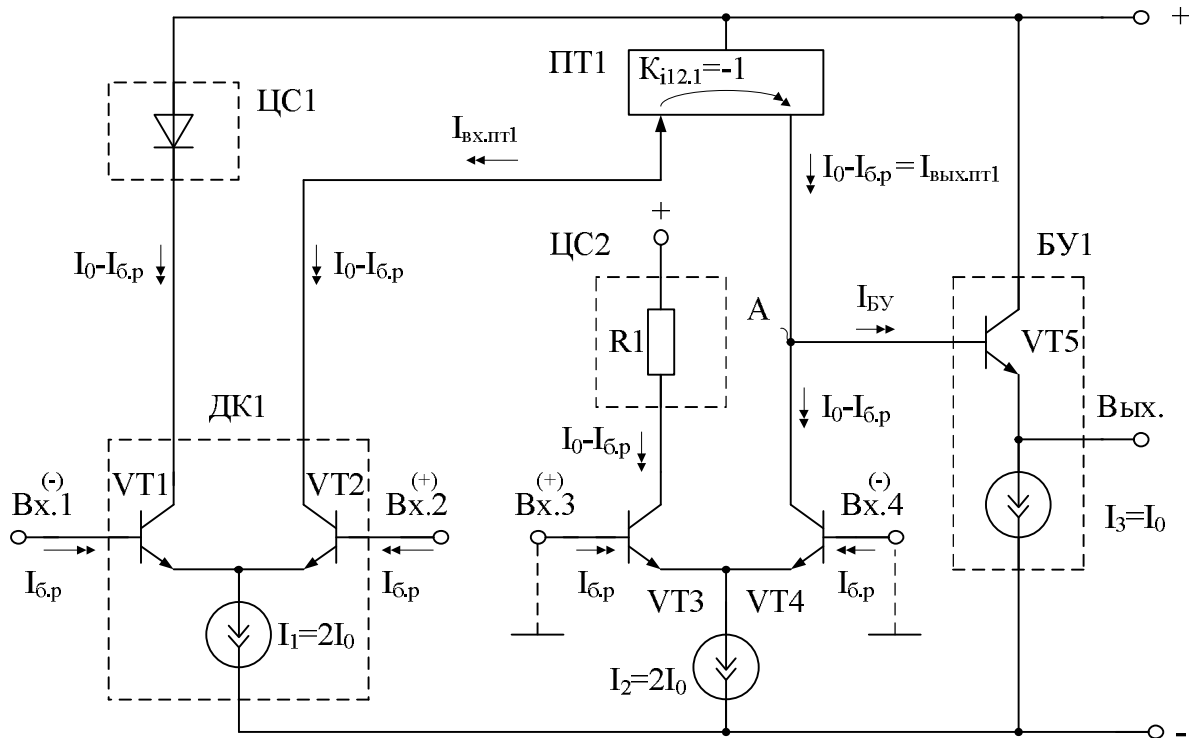 +
ПТ1
Ki12.1=-1
ЦС1
Iвх.пт1
I0-Iб.р = Iвых.пт1
+
ЦС2
БУ1
I0-Iб.р
I0-Iб.р
IБУ
А
R1
VT5
ДК1
I0-Iб.р
Вых.
I0-Iб.р
(-)
Вх.1
VT1
VT2
(+)
Вх.2
(+)
Вх.3
(-)
Вх.4
I3=I0
Iб.р
Iб.р
Iб.р
Iб.р
VT3
VT4
I1=2I0
I2=2I0
-